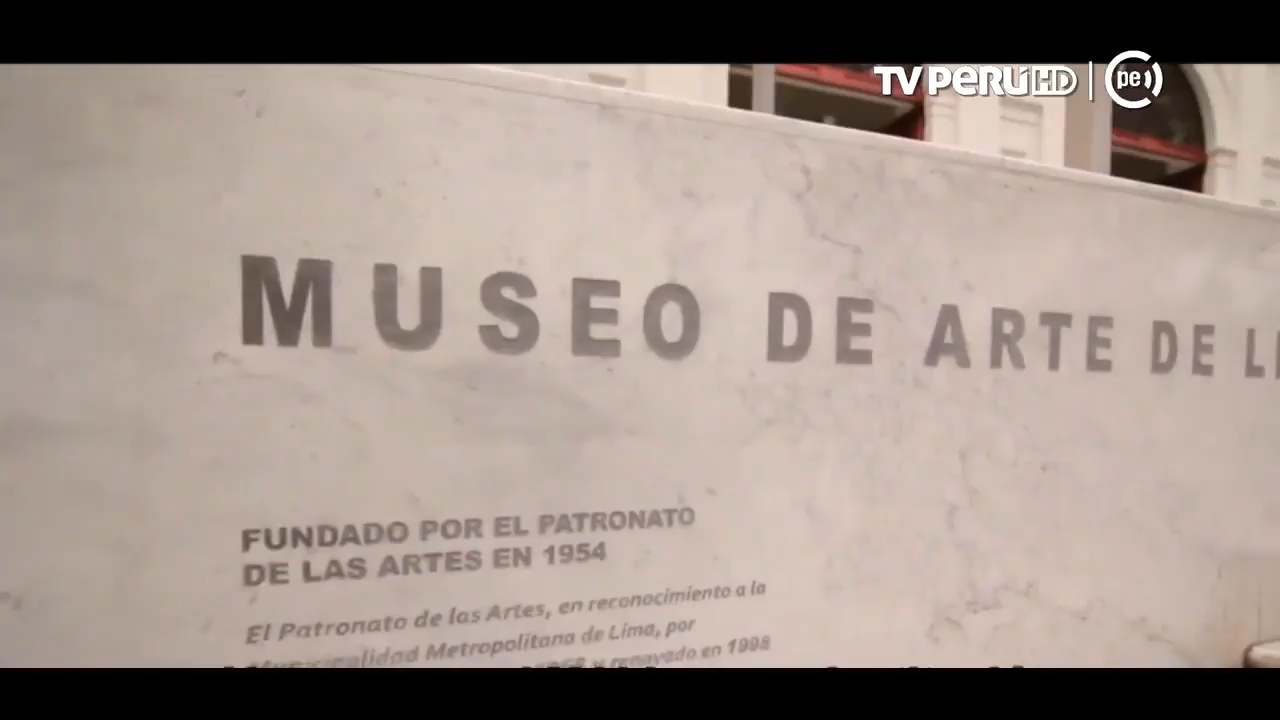 TVPERÚHD
pe
MUSEO DE ARTE DE L
FUNDADO POR EL PATRONATO
DE LAS ARTES EN 1954
El Patronato de las Artes, en reconocimiento a la
Municipalidad Metropolitana de Lima, por
y renovado en 1998